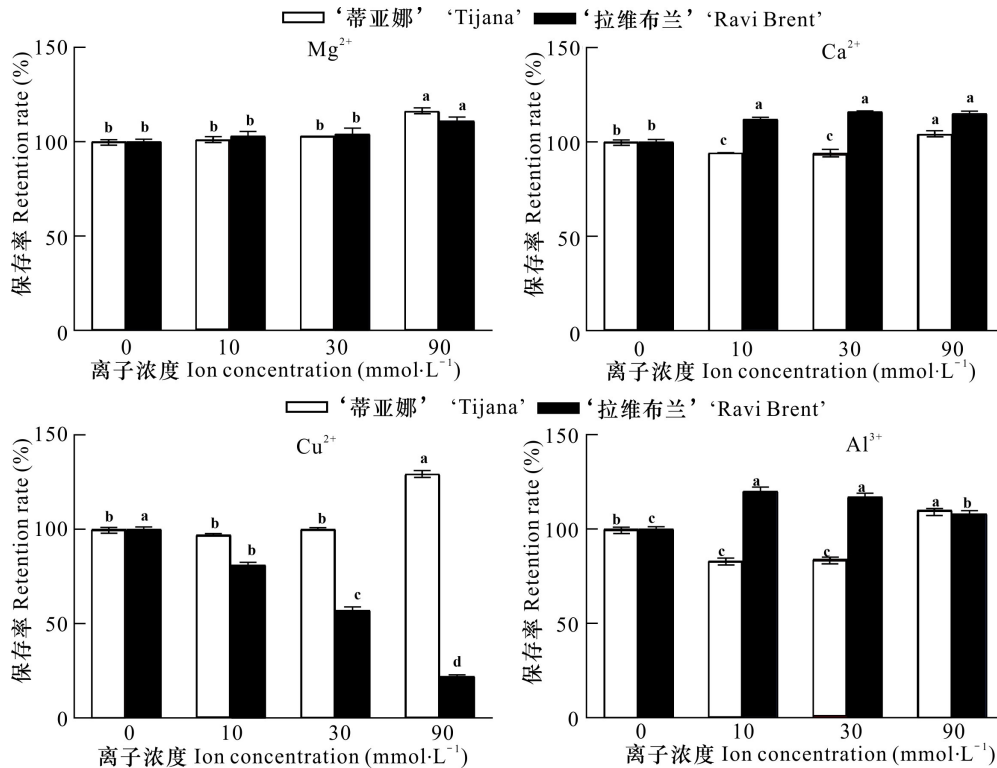 ‘蒂亚娜’ ‘Tijana’ ‘拉维布兰’ ‘Ravi Brent’
保存率 Retention rate (%)
150
100
50
0
Mg²⁺
b b b b b b a a
0 10 30 90
离子浓度 Ion concentration (mmol·L⁻¹)
保存率 Retention rate (%)
150
100
50
0
Ca²⁺
b b c a c a a a
0 10 30 90
离子浓度 Ion concentration (mmol·L⁻¹)
‘蒂亚娜’ ‘Tijana’ ‘拉维布兰’ ‘Ravi Brent’
保存率 Retention rate (%)
150
100
50
0
Cu²⁺
b a b b b c a d
0 10 30 90
离子浓度 Ion concentration (mmol·L⁻¹)
保存率 Retention rate (%)
150
100
50
0
Al³⁺
b c c a c a a b
0 10 30 90
离子浓度 Ion concentration (mmol·L⁻¹)